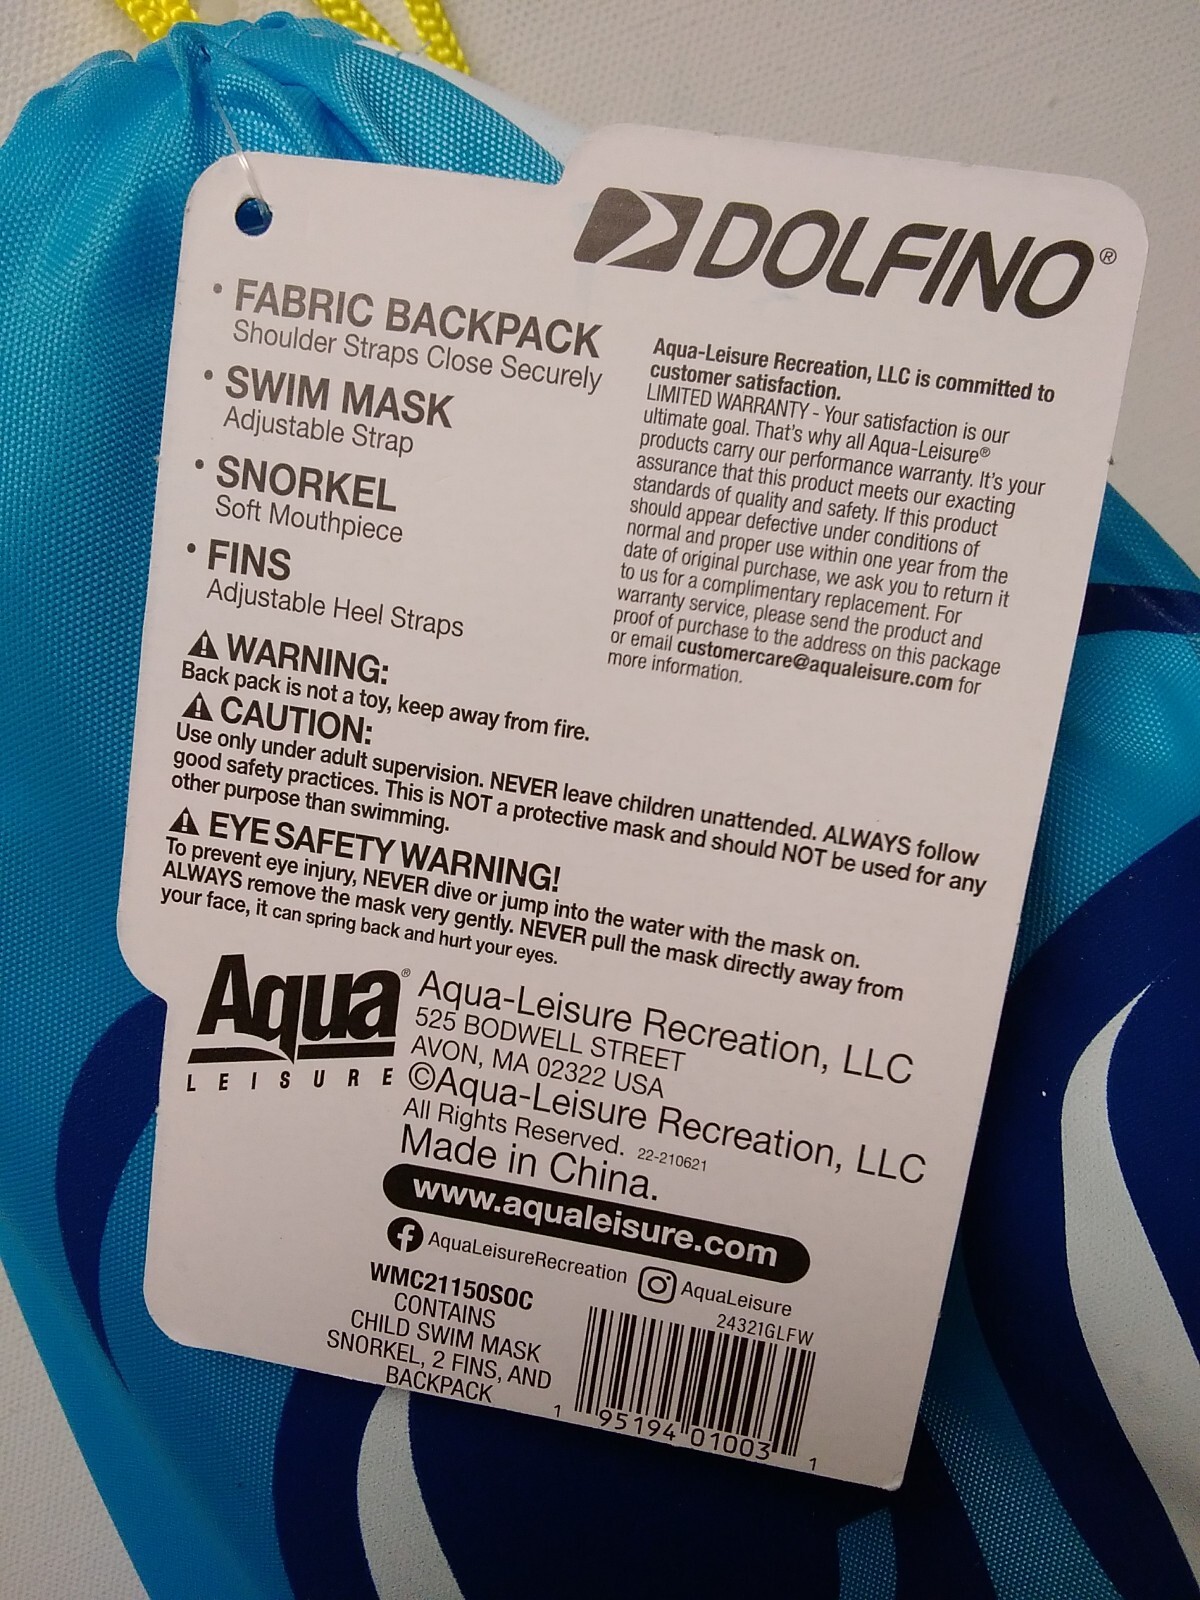 DOLFINO®
• FABRIC BACKPACK
Shoulder Straps Close Securely
• SWIM MASK
Adjustable Strap
• SNORKEL
Soft Mouthpiece
• FINS
Adjustable Heel Straps
Aqua-Leisure Recreation, LLC is committed to
customer satisfaction.
LIMITED WARRANTY - Your satisfaction is our
ultimate goal. That's why all Aqua-Leisure®
products carry our performance warranty. It's your
assurance that this product meets our exacting
standards of quality and safety. If this product
should appear defective under conditions of
normal and proper use within one year from the
date of original purchase, we ask you to return it
to us for a complimentary replacement. For
warranty service, please send the product and
proof of purchase to the address on this package
or email customercare@aqualeisure.com for
more information.
⚠ WARNING:
Back pack is not a toy, keep away from fire.
⚠ CAUTION:
Use only under adult supervision. NEVER leave children unattended. ALWAYS follow
good safety practices. This is NOT a protective mask and should NOT be used for any
other purpose than swimming.
⚠ EYE SAFETY WARNING!
To prevent eye injury, NEVER dive or jump into the water with the mask on.
ALWAYS remove the mask very gently. NEVER pull the mask directly away from
your face, it can spring back and hurt your eyes.
Aqua®
LEISURE
Aqua-Leisure Recreation, LLC
525 BODWELL STREET
AVON, MA 02322 USA
©Aqua-Leisure Recreation, LLC
All Rights Reserved. 22-210621
Made in China.
www.aqualeisure.com
AquaLeisureRecreation AquaLeisure
WMC21150SOC
CONTAINS
CHILD SWIM MASK
SNORKEL, 2 FINS, AND
BACKPACK
24321GLFW
1 95194 01003 1